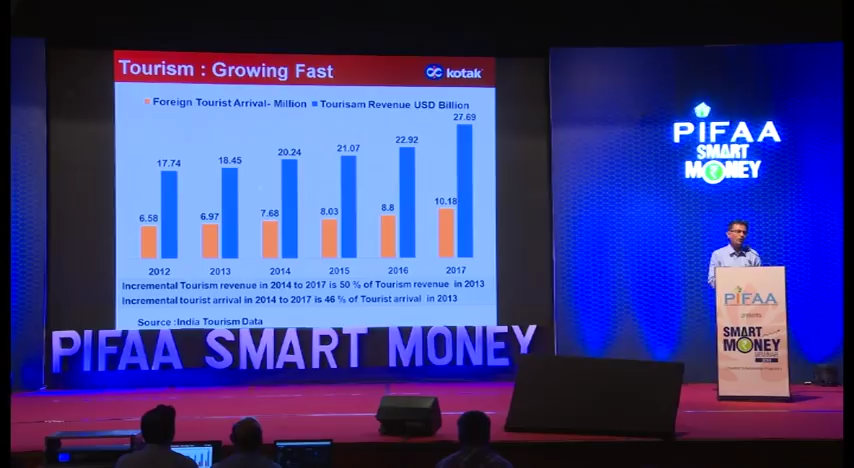 Tourism : Growing Fast
kotak
Foreign Tourist Arrival- Million Tourisam Revenue USD Billion
6.58 17.74 6.97 18.45 7.68 20.24 8.03 21.07 8.8 22.92 10.18 27.69
2012 2013 2014 2015 2016 2017
Incremental Tourism revenue in 2014 to 2017 is 50 % of Tourism revenue in 2013
Incremental tourist arrival in 2014 to 2017 is 46 % of Tourist arrival in 2013
Source :India Tourism Data
PIFAA SMART MONEY
PIFAA
SMART
M₹NEY
PIFAA
presents
SMART
M₹NEY
SEMINAR